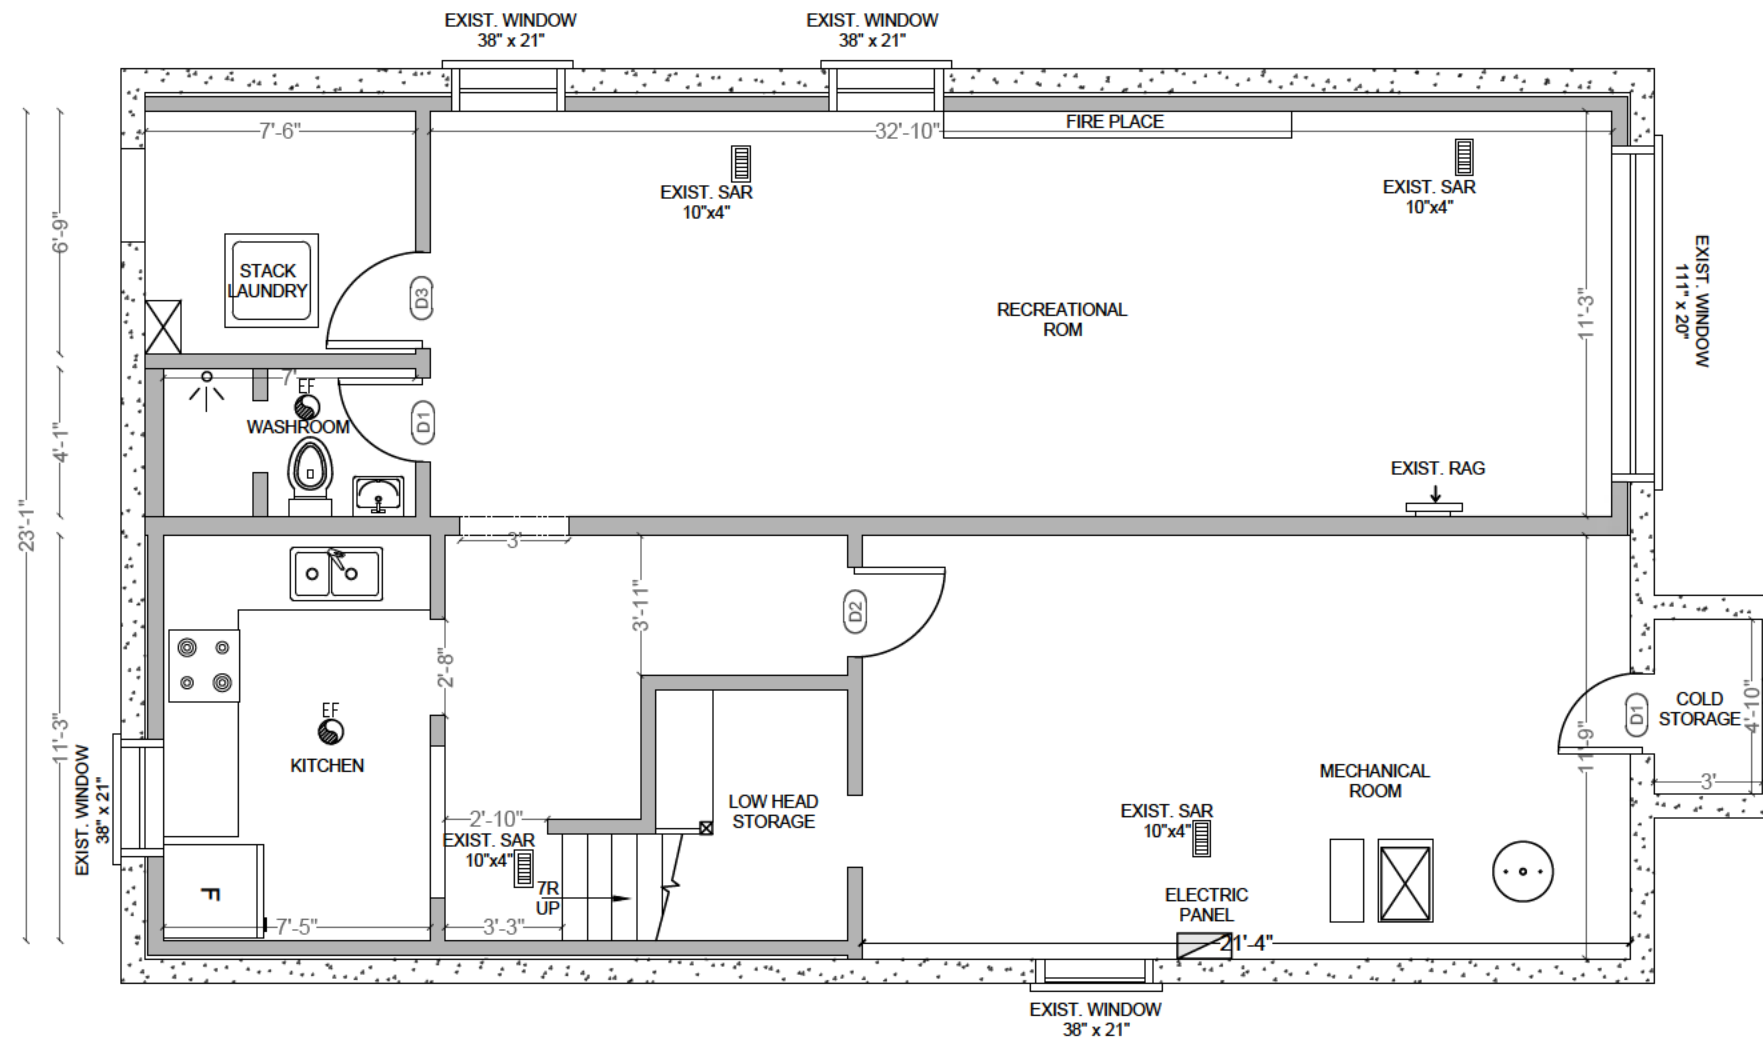 EXIST. WINDOW
38" x 21"
EXIST. WINDOW
38" x 21"
7'-6"
32'-10"
FIRE PLACE
EXIST. SAR
10"x4"
EXIST. SAR
10"x4"
6'-9"
STACK
LAUNDRY
D3
RECREATIONAL
ROM
11'-3"
EXIST. WINDOW
111" x 20"
7'
EF
WASHROOM
D1
4'-1"
EXIST. RAG
23'-1"
3'
3'-11"
D2
2'-8"
EF
KITCHEN
11'-3"
EXIST. WINDOW
38" x 21"
F
7'-5"
2'-10"
EXIST. SAR
10"x4"
7R
UP
3'-3"
LOW HEAD
STORAGE
MECHANICAL
ROOM
EXIST. SAR
10"x4"
ELECTRIC
PANEL
21'-4"
11'-9"
D1
COLD
STORAGE
4'-10"
3'
EXIST. WINDOW
38" x 21"